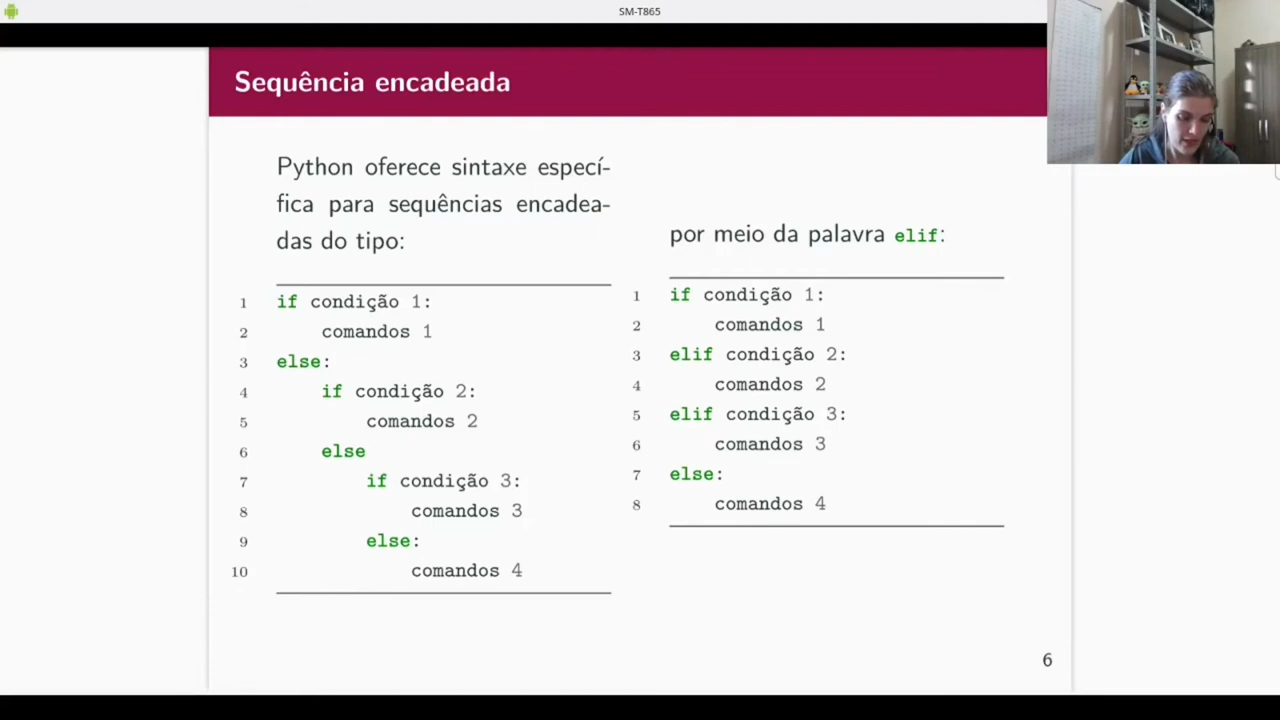 SM-T865
Sequência encadeada
Python oferece sintaxe especí-
fica para sequências encadea-
das do tipo:
1 if condição 1:
2 comandos 1
3 else:
4 if condição 2:
5 comandos 2
6 else
7 if condição 3:
8 comandos 3
9 else:
10 comandos 4
por meio da palavra elif:
1 if condição 1:
2 comandos 1
3 elif condição 2:
4 comandos 2
5 elif condição 3:
6 comandos 3
7 else:
8 comandos 4
6